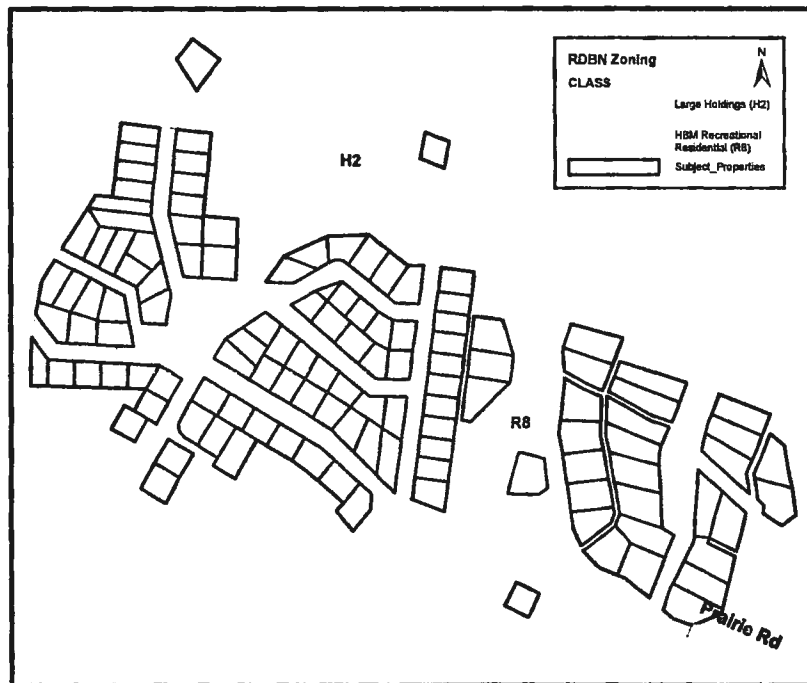 RDBN Zoning
N
CLASS
Large Holdings (H2)
HBM Recreational
Residential (R8)
Subject_Properties
H2
R8
Prairie Rd